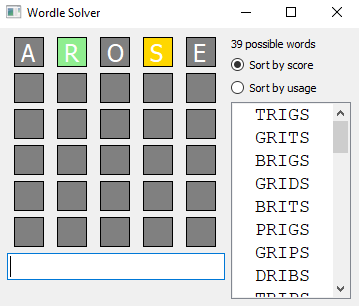 Wordle Solver
A R O S E
39 possible words
Sort by score
Sort by usage
TRIGS
GRITS
BRIGS
GRIDS
BRITS
PRIGS
GRIPS
DRIBS